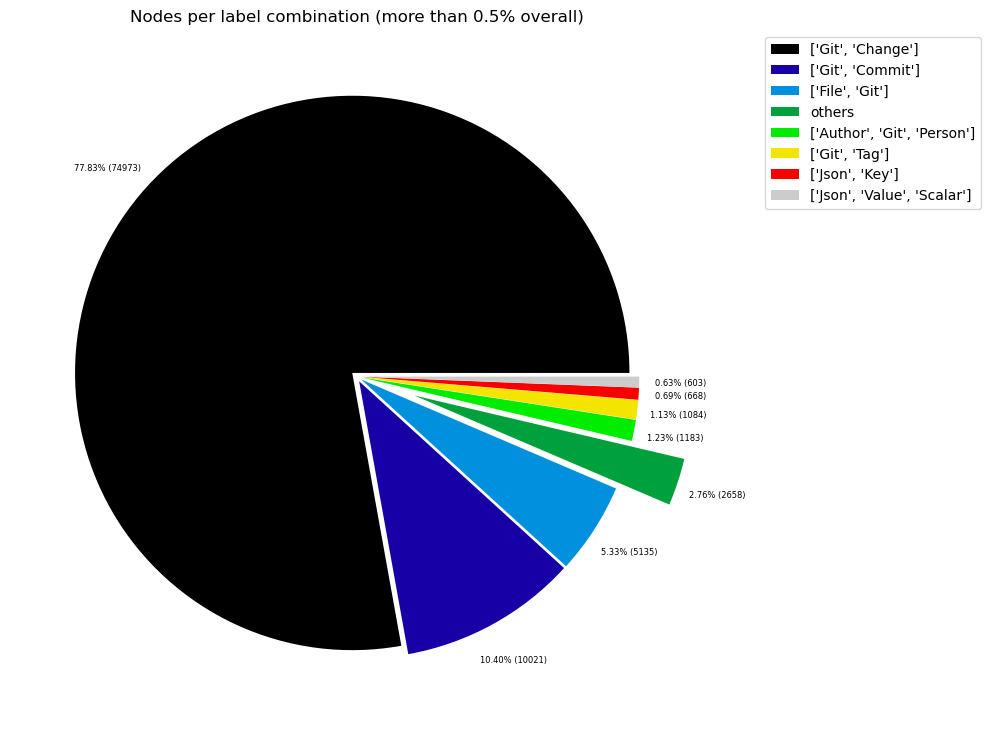 Nodes per label combination (more than 0.5% overall)
['Git', 'Change']
['Git', 'Commit']
['File', 'Git']
others
['Author', 'Git', 'Person']
['Git', 'Tag']
['Json', 'Key']
['Json', 'Value', 'Scalar']
77.83% (74973)
0.63% (603)
0.69% (668)
1.13% (1084)
1.23% (1183)
2.76% (2658)
5.33% (5135)
10.40% (10021)